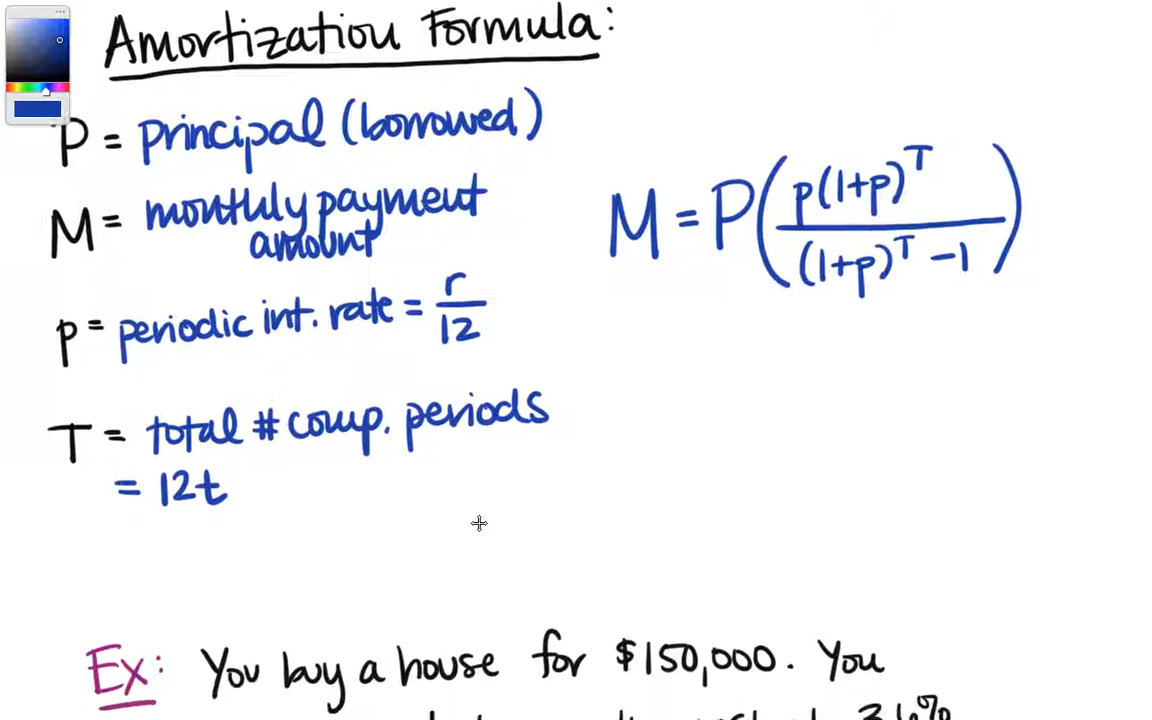 Amortization Formula:
P = principal (borrowed)
M = monthly payment
amount
p = periodic int. rate = r/12
T = total # comp. periods
= 12t
M = P(p(1+p)^T / (1+p)^T - 1)
Ex: You buy a house for $150,000. You